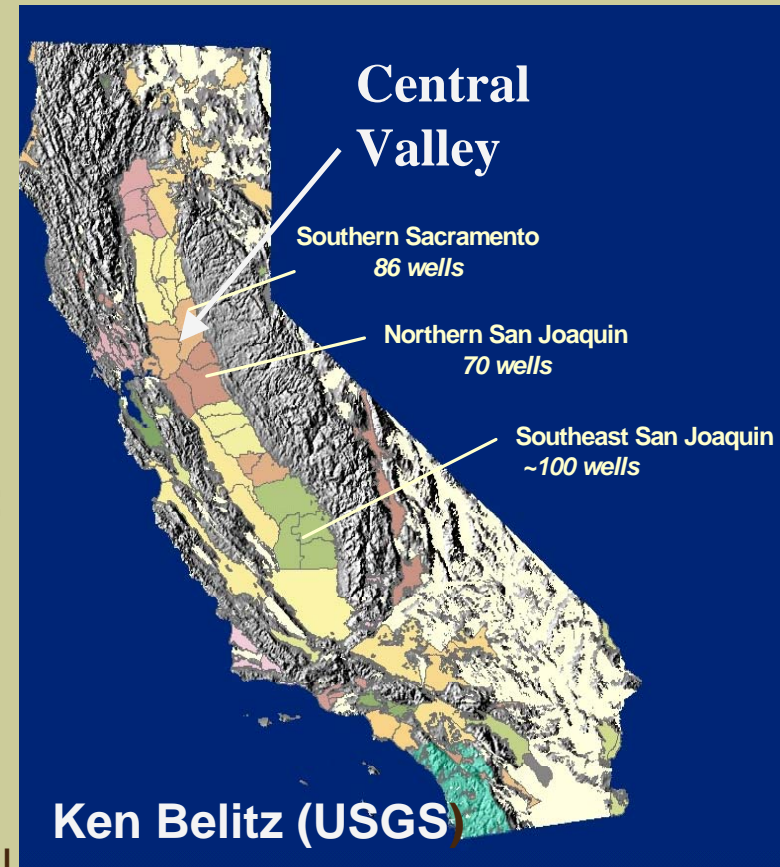 Central
Valley
Southern Sacramento
86 wells
Northern San Joaquin
70 wells
Southeast San Joaquin
~100 wells
Ken Belitz (USGS)